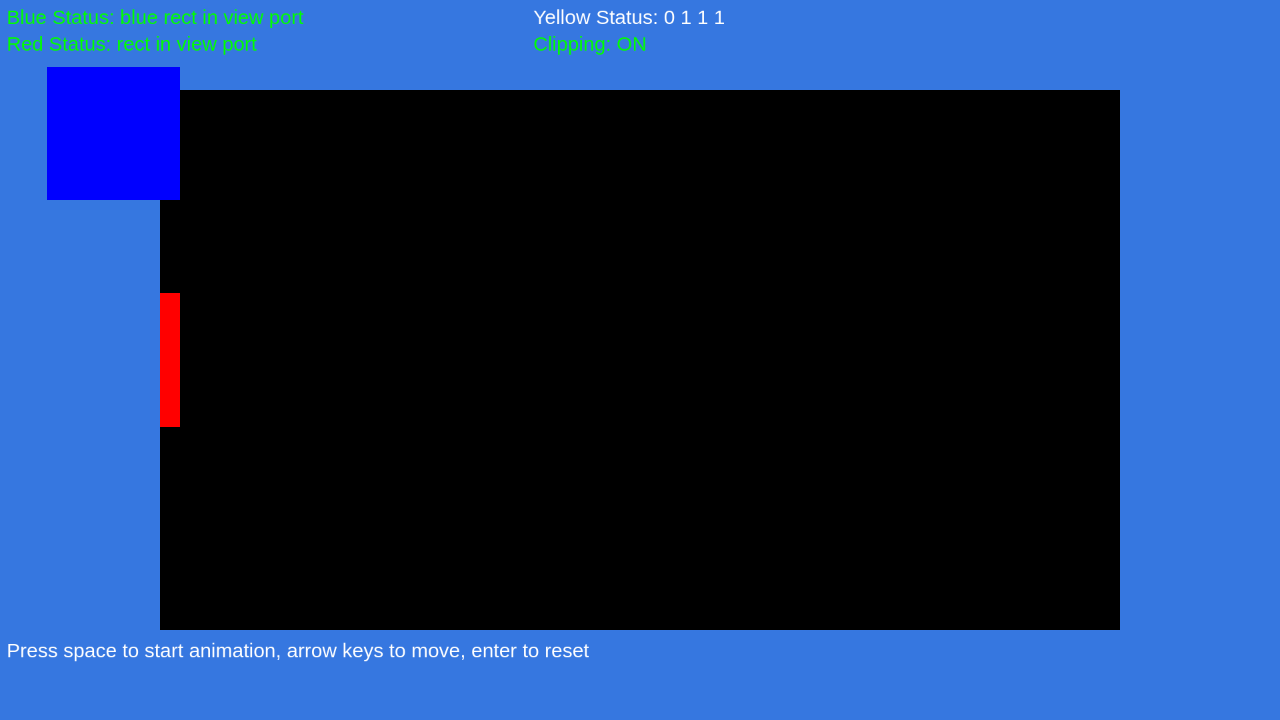 Blue Status: blue rect in view port
Yellow Status: 0 1 1 1
Red Status: rect in view port
Clipping: ON
Press space to start animation, arrow keys to move, enter to reset